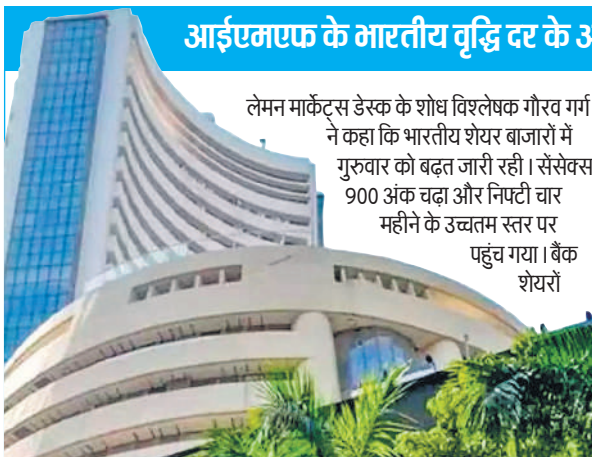 आईएमएफ के भारतीय वृद्धि दर के
लेमन मार्केट्स डेस्क के शोध विश्लेषक गौरव गर्ग
ने कहा कि भारतीय शेयर बाजारों में
गुरुवार को बढ़त जारी रही। सेंसेक्स
900 अंक चढ़ा और निफ्टी चार
महीने के उच्चतम स्तर पर
पहुंच गया। बैंक
शेयरों